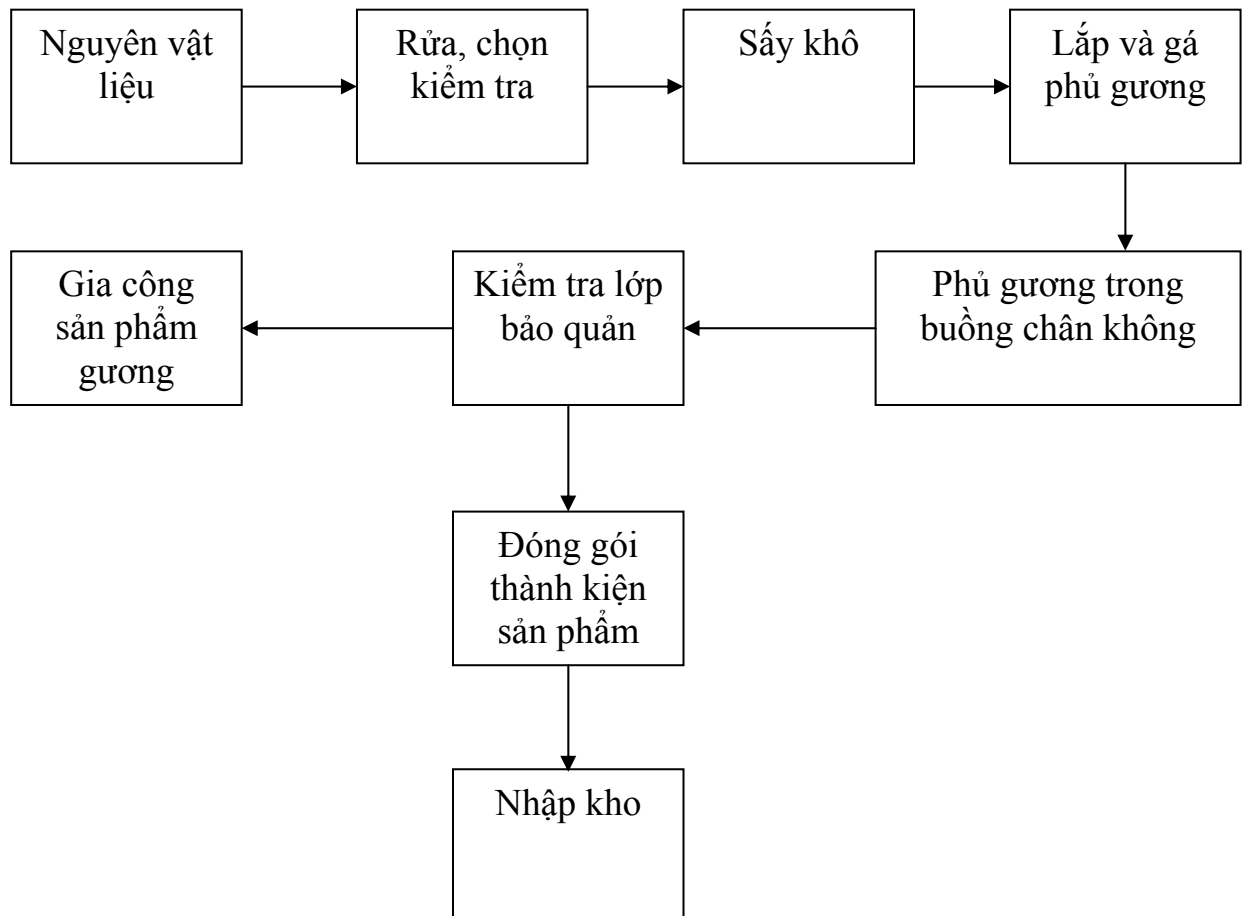 Nguyên vật
liệu
Rửa, chọn
kiểm tra
Sấy khô
Lắp và gá
phủ gương
Gia công
sản phẩm
gương
Kiểm tra lớp
bảo quản
Phủ gương trong
buồng chân không
Đóng gói
thành kiện
sản phẩm
Nhập kho